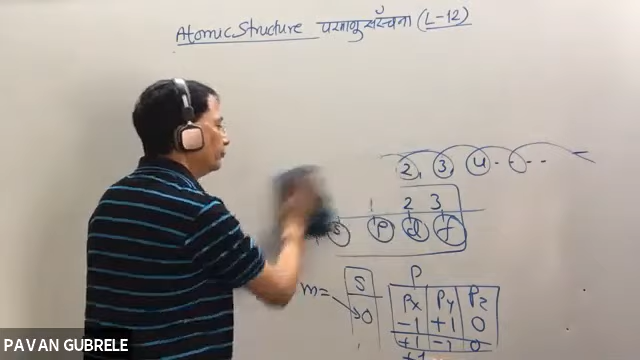 Atomic Structure परमाणु संरचना (L-12)
2, 3, 4 - - - -
1 2 3
s p d f
S P
m = 0 Px Py Pz
-1 +1 0
+1 -1 0
+1
PAVAN GUBRELE